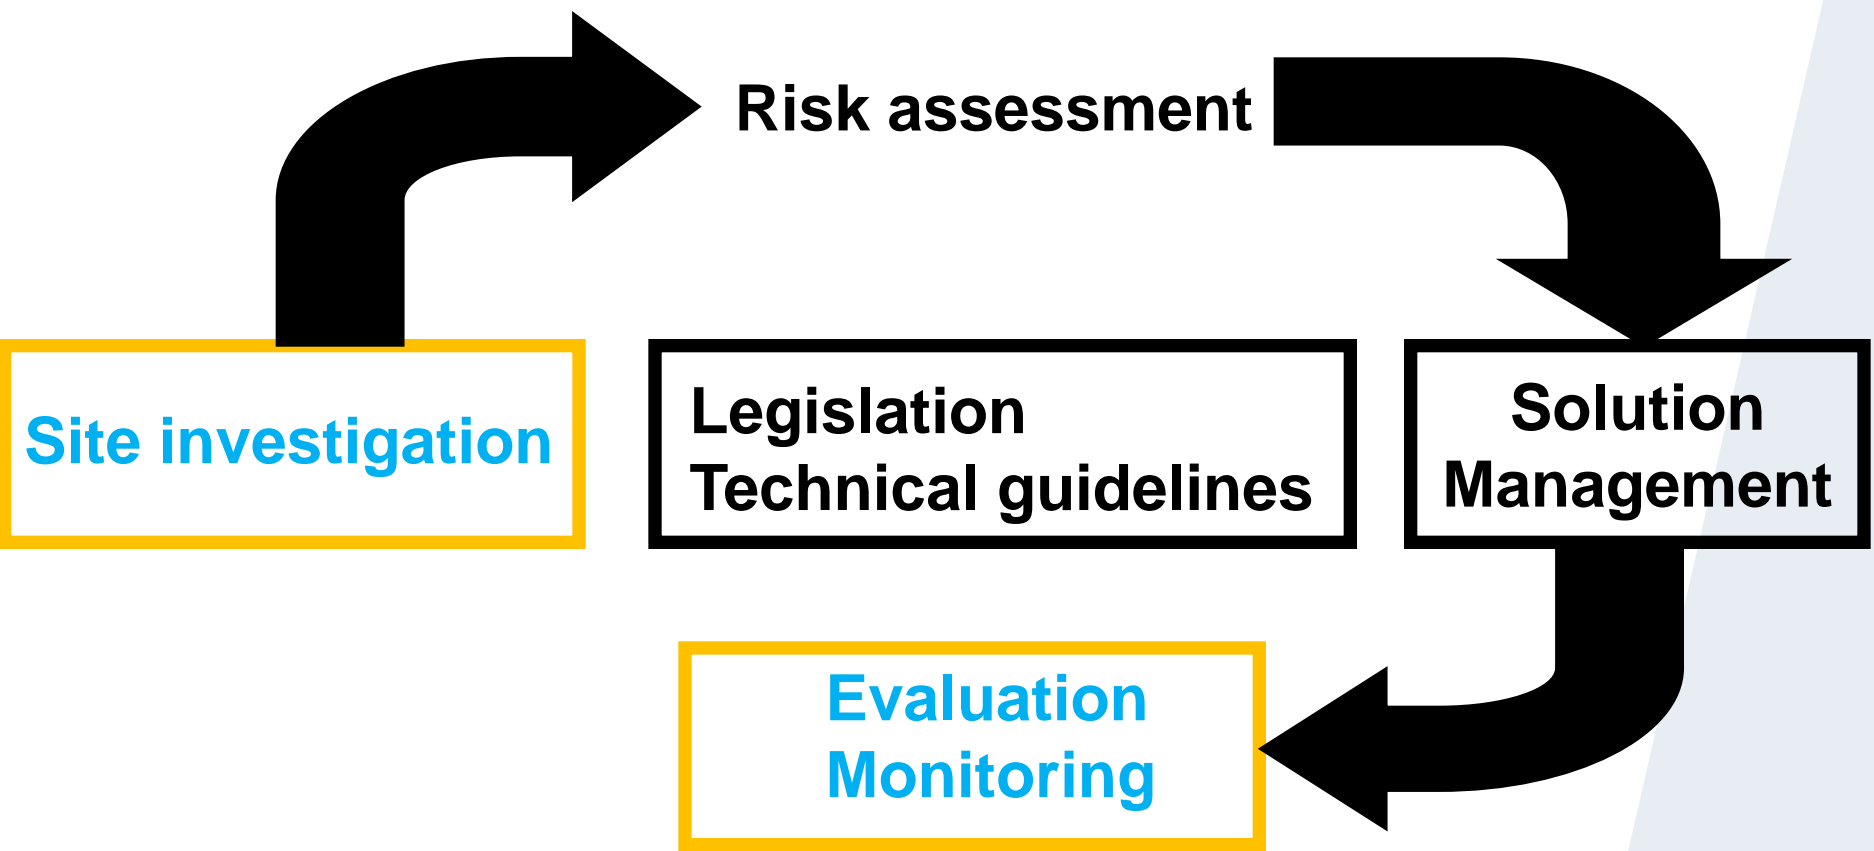 Risk assessment
Site investigation
Legislation
Technical guidelines
Solution
Management
Evaluation
Monitoring